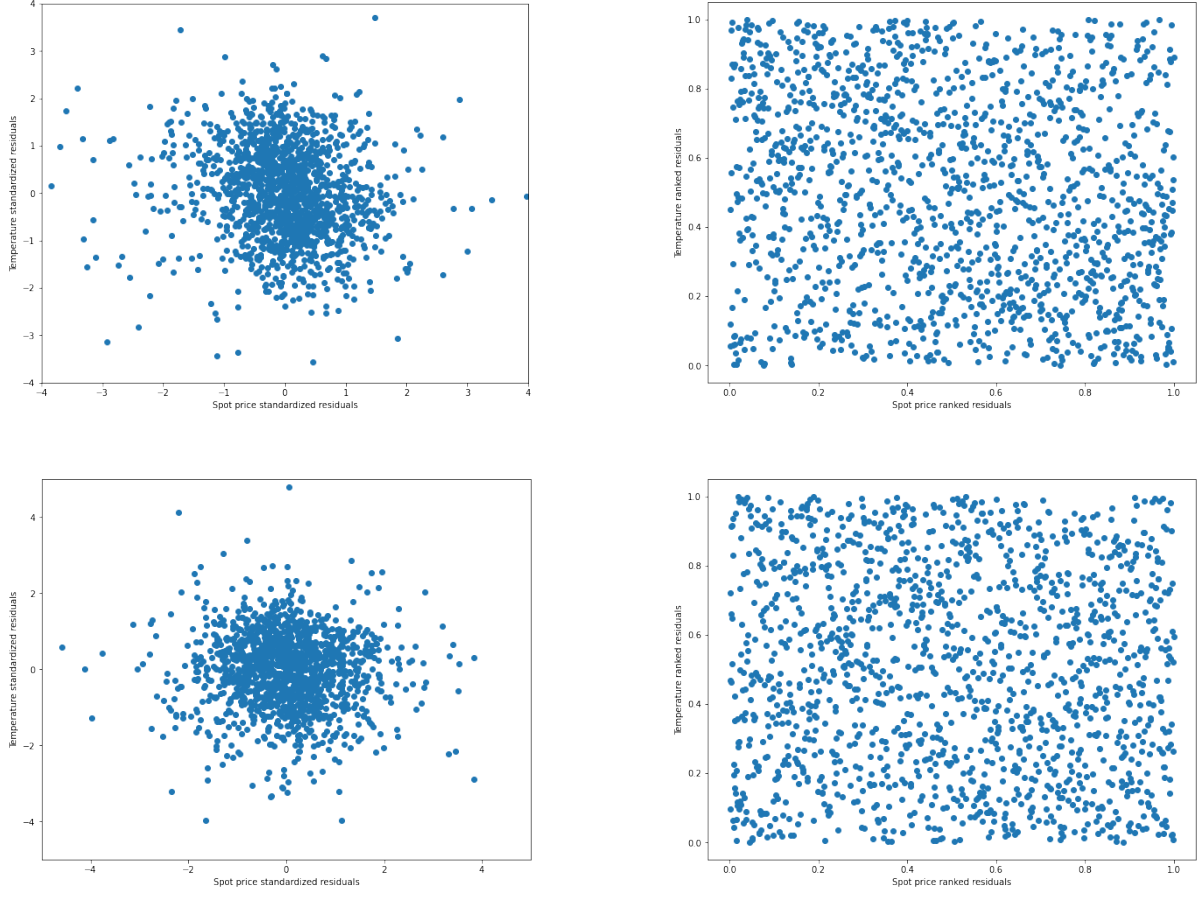 4
3
2
1
0
−1
−2
−3
−4
Temperature standardized residuals
−4 −3 −2 −1 0 1 2 3 4
Spot price standardized residuals
1.0
0.8
0.6
0.4
0.2
0.0
Temperature ranked residuals
0.0 0.2 0.4 0.6 0.8 1.0
Spot price ranked residuals
4
2
0
−2
−4
Temperature standardized residuals
−4 −2 0 2 4
Spot price standardized residuals
1.0
0.8
0.6
0.4
0.2
0.0
Temperature ranked residuals
0.0 0.2 0.4 0.6 0.8 1.0
Spot price ranked residuals